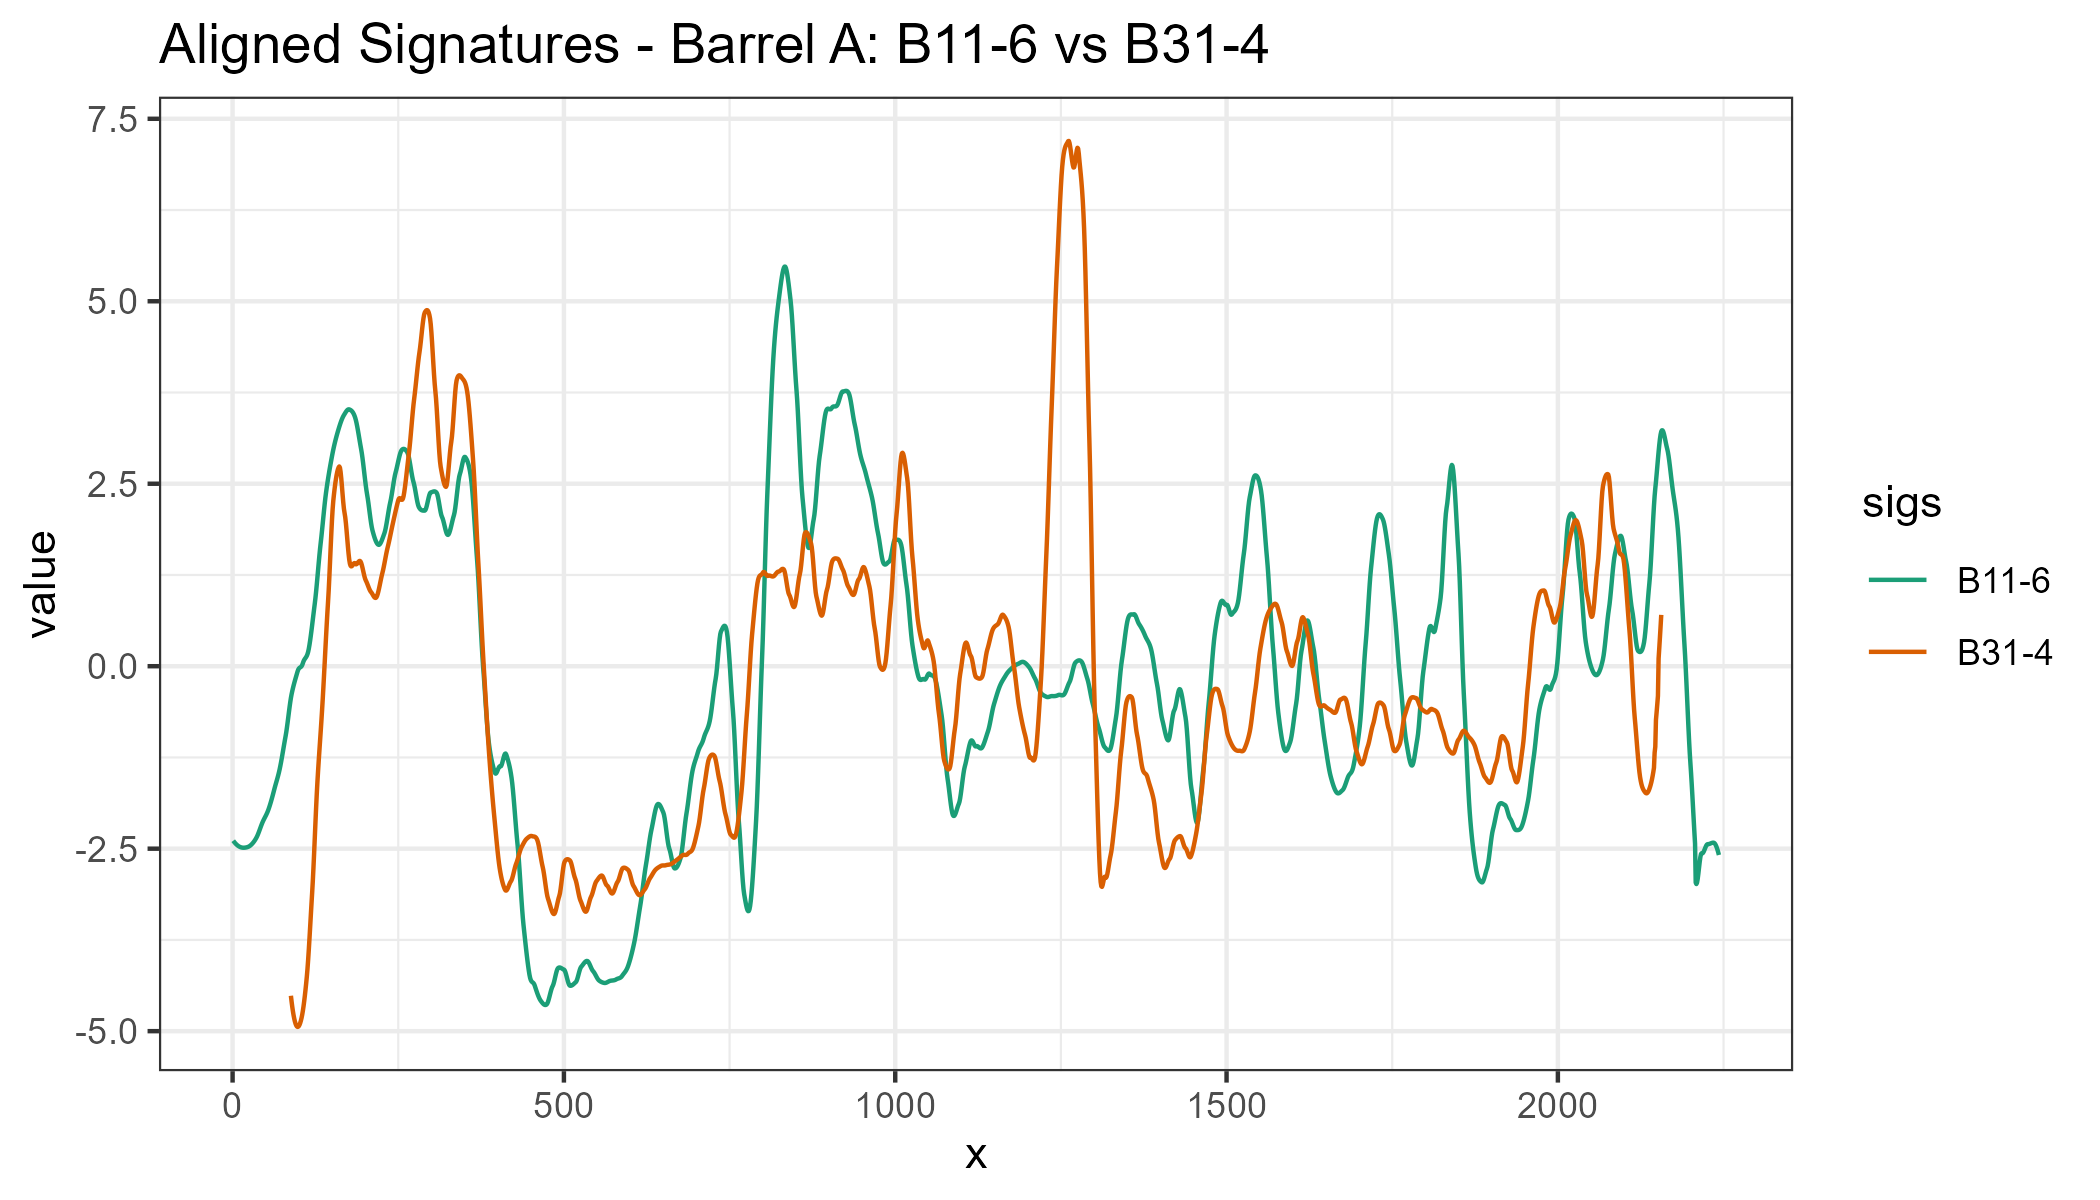 Aligned Signatures - Barrel A: B11-6 vs B31-4
7.5
5.0
2.5
0.0
-2.5
-5.0
value
0 500 1000 1500 2000
x
sigs
B11-6
B31-4